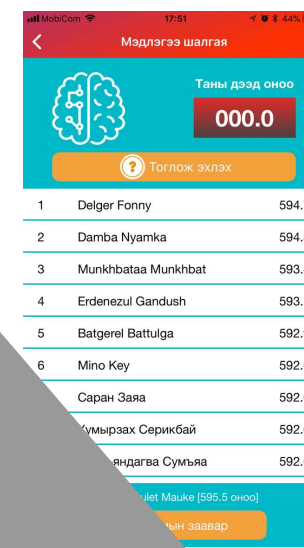 MobiCom 17:51 44%
Мэдлэгээ шалгая
Таны дээд оноо
000.0
? Тоглож эхлэх
1 Delger Fonny 594.
2 Damba Nyamka 594.
3 Munkhbataa Munkhbat 593.
4 Erdenezul Gandush 593.
5 Batgerel Battulga 592.
6 Mino Key 592.
Саран Заяа 592.
умырзах Серикбай 592.
яндагва Сумъяа 592.
ulet Mauke [595.5 оноо]
ын заавар